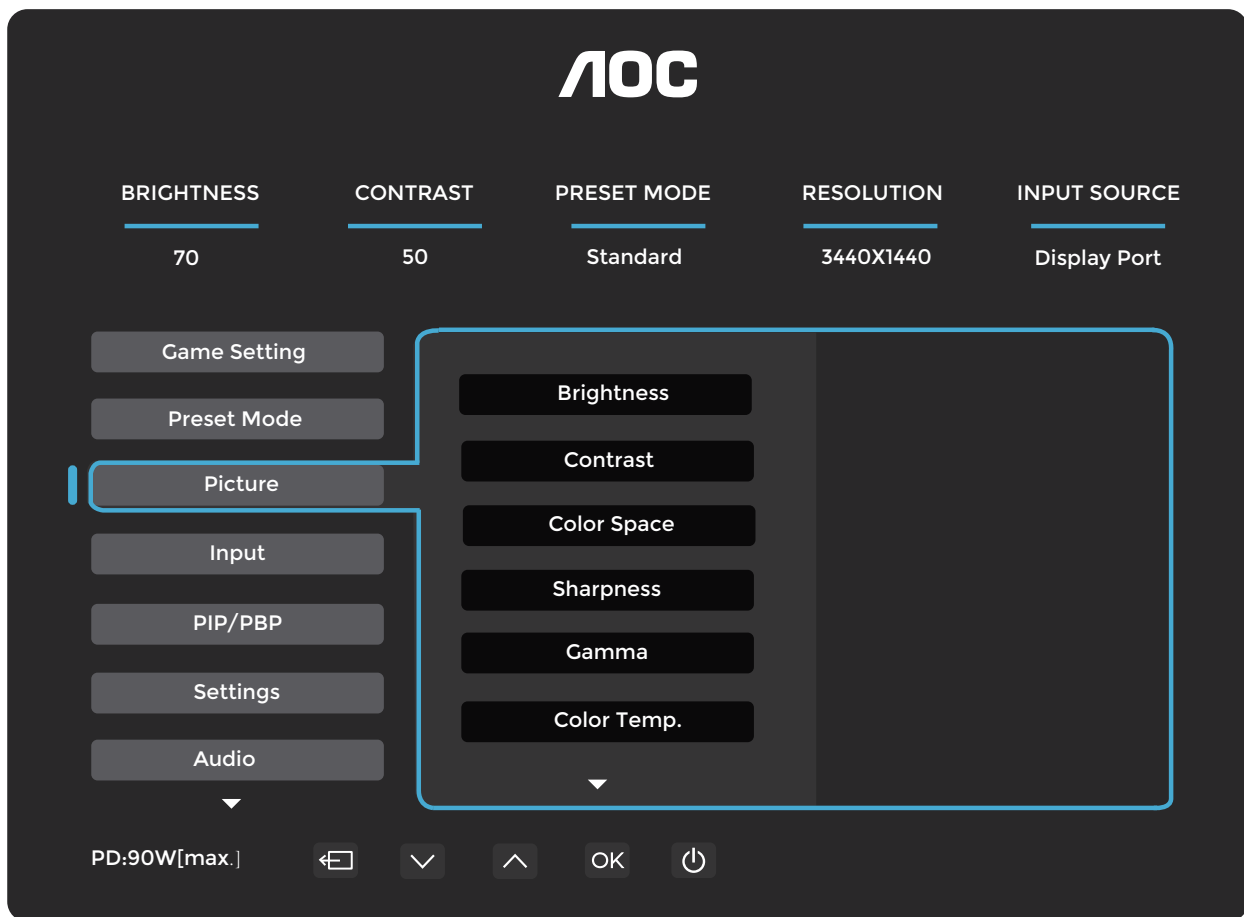 AOC
BRIGHTNESS CONTRAST PRESET MODE RESOLUTION INPUT SOURCE
70 50 Standard 3440X1440 Display Port
Game Setting
Preset Mode
Picture
Input
PIP/PBP
Settings
Audio
Brightness
Contrast
Color Space
Sharpness
Gamma
Color Temp.
PD:90W[max.]
OK